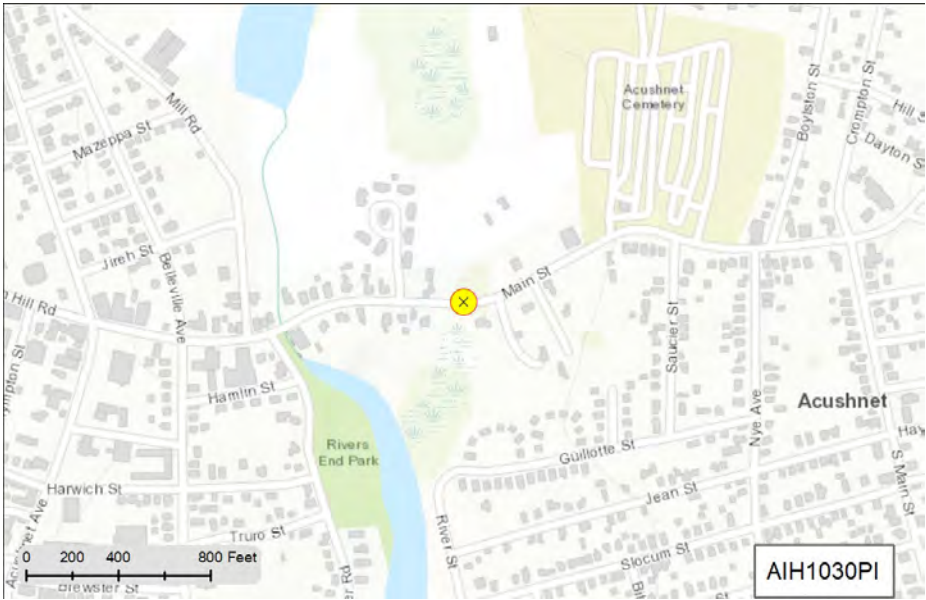 Mill Rd
Mazeppa St
Jireh St
Belleville Ave
Hill Rd
Hamlin St
Harwich St
Truro St
Brewster St
Rivers
End Park
Main St
Acushnet
Cemetery
Boylston St
Crompton St
Hill
Dayton S
Saucier St
Nye Ave
Acushnet
Guillotte St
Jean St
Slocum St
River St
S Main St
0 200 400 800 Feet
AIH1030PI